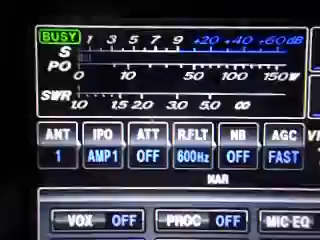 BUSY 1 3 5 7 9 +20 +40 +60dB
S
PO
0 10 50 100 150W
SWR
1.0 1.5 2.0 3.0 5.0 ∞
ANT IPO ATT R.FLT NB AGC
1 AMP1 OFF 600Hz OFF FAST
NAR
VOX OFF PROC OFF MIC EQ